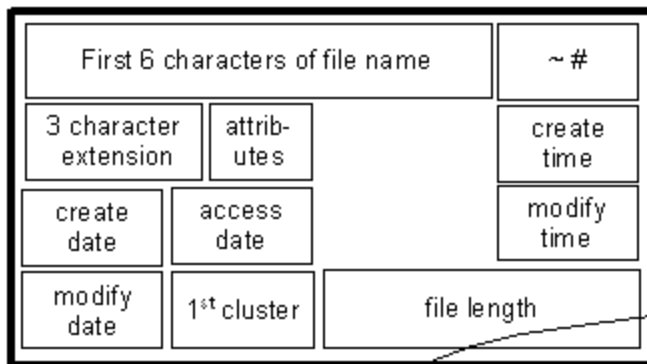 First 6 characters of file name
~ #
3 character
extension
attrib-
utes
create
time
create
date
access
date
modify
time
modify
date
1st cluster
file length